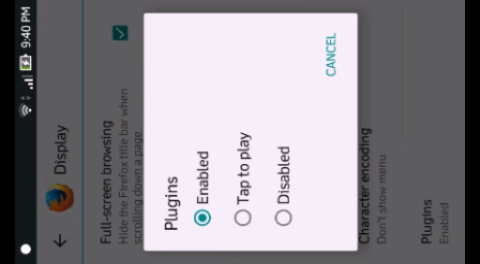 9:40 PM
Display
Full-screen browsing
Hide the Firefox title bar when
scrolling down a page
Plugins
Enabled
Tap to play
Disabled
CANCEL
Character encoding
Don't show menu
Plugins
Enabled